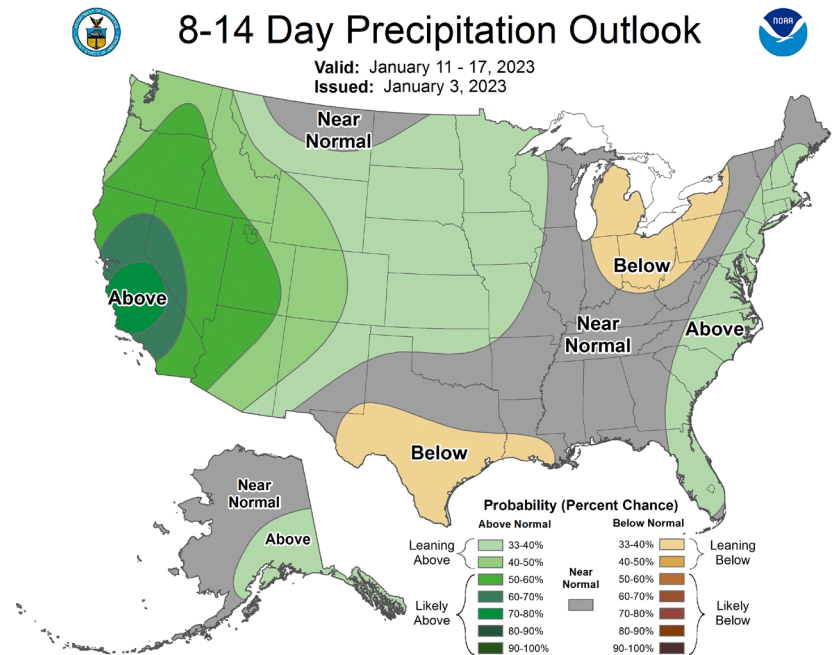 8-14 Day Precipitation Outlook
Valid: January 11 - 17, 2023
Issued: January 3, 2023
NOAA
Near
Normal
Above
Below
Near
Normal
Above
Below
Near
Normal
Above
Probability (Percent Chance)
Above Normal
Below Normal
Leaning
Above
33-40%
40-50%
Likely
Above
50-60%
60-70%
70-80%
80-90%
90-100%
Near
Normal
33-40%
40-50%
Leaning
Below
50-60%
60-70%
70-80%
80-90%
90-100%
Likely
Below